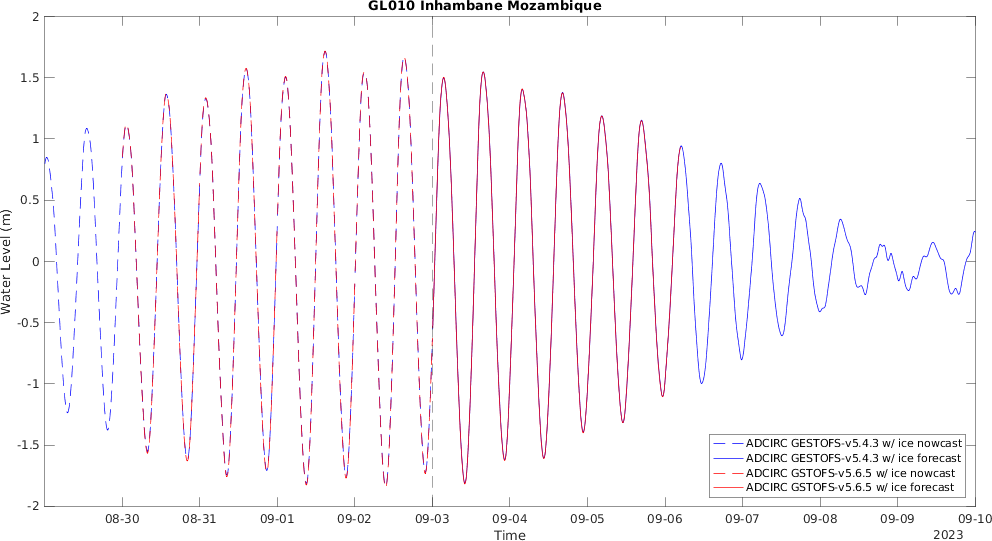 GL010 Inhambane Mozambique
Water Level (m)
2
1.5
1
0.5
0
-0.5
-1
-1.5
-2
ADCIRC GESTOFS-v5.4.3 w/ ice nowcast
ADCIRC GESTOFS-v5.4.3 w/ ice forecast
ADCIRC GSTOFS-v5.6.5 w/ ice nowcast
ADCIRC GSTOFS-v5.6.5 w/ ice forecast
08-30 08-31 09-01 09-02 09-03 09-04 09-05 09-06 09-07 09-08 09-09 09-10
Time
2023